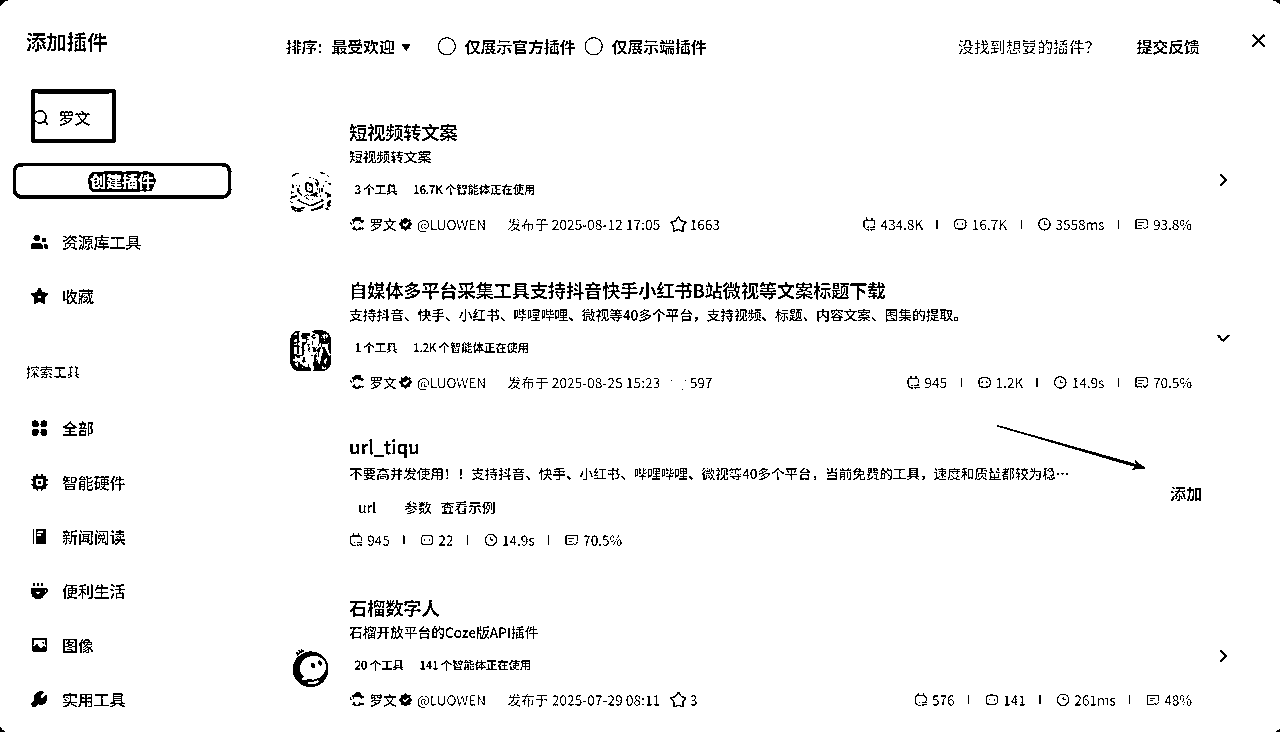 添加插件
排序: 最受欢迎 仅展示官方插件 仅展示端插件 没找到想要的插件? 提交反馈
罗文
创建插件
资源库工具
收藏
探索工具
全部
智能硬件
新闻阅读
便利生活
图像
实用工具
短视频转文案
短视频转文案
3个工具 16.7K个智能体正在使用
罗文 @LUOWEN 发布于 2025-08-12 17:05 1663 434.8K 16.7K 3558ms 93.8%
自媒体多平台采集工具支持抖音快手小红书B站微视等文案标题下载
支持抖音、快手、小红书、哔哩哔哩、微视等40多个平台，支持视频、标题、内容文案、图集的提取。
1个工具 1.2K个智能体正在使用
罗文 @LUOWEN 发布于 2025-08-25 15:23 597 945 1.2K 14.9s 70.5%
url_tiqu
不要高并发使用！！支持抖音、快手、小红书、哔哩哔哩、微视等40多个平台，当前免费的工具，速度和质量都较为稳…
url 参数 查看示例
添加
945 22 14.9s 70.5%
石榴数字人
石榴开放平台的Coze版API插件
20个工具 141个智能体正在使用
罗文 @LUOWEN 发布于 2025-07-29 08:11 3 576 141 261ms 48%